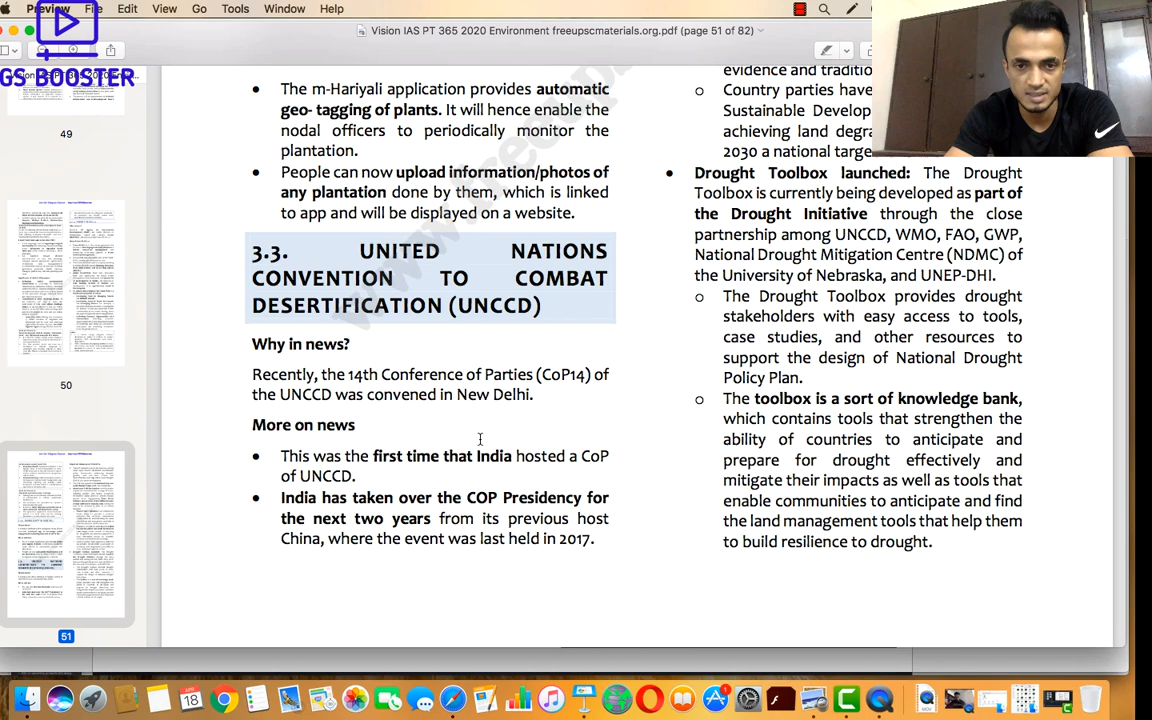 Preview File Edit View Go Tools Window Help
Vision IAS PT 365 2020 Environment freeupscmaterials.org.pdf (page 51 of 82)
GS BOOSTER
49
50
51
• The m-Hariyali application provides automatic
geo- tagging of plants. It will hence enable the
nodal officers to periodically monitor the
plantation.
• People can now upload information/photos of
any plantation done by them, which is linked
to app and will be displayed on a website.
3.3. UNITED NATIONS
CONVENTION TO COMBAT
DESERTIFICATION (UNCCD)
Why in news?
Recently, the 14th Conference of Parties (CoP14) of
the UNCCD was convened in New Delhi.
More on news
• This was the first time that India hosted a CoP
of UNCCD.
• India has taken over the COP Presidency for
the next two years from its previous host
China, where the event was last held in 2017.
evidence and
o Country parties have
Sustainable
achieving land
2030 a national
• Drought Toolbox launched: The Drought
Toolbox is currently being developed as part of
the Drought Initiative through the close
partnership among UNCCD, WMO, FAO, GWP,
National Drought Mitigation Centre (NDMC) of
the University of Nebraska, and UNEP-DHI.
o The Drought Toolbox provides drought
stakeholders with easy access to tools,
case studies, and other resources to
support the design of National Drought
Policy Plan.
o The toolbox is a sort of knowledge bank,
which contains tools that strengthen the
ability of countries to anticipate and
prepare for drought effectively and
mitigate their impacts as well as tools that
enable communities to anticipate and find
the land management tools that help them
to build resilience to drought.